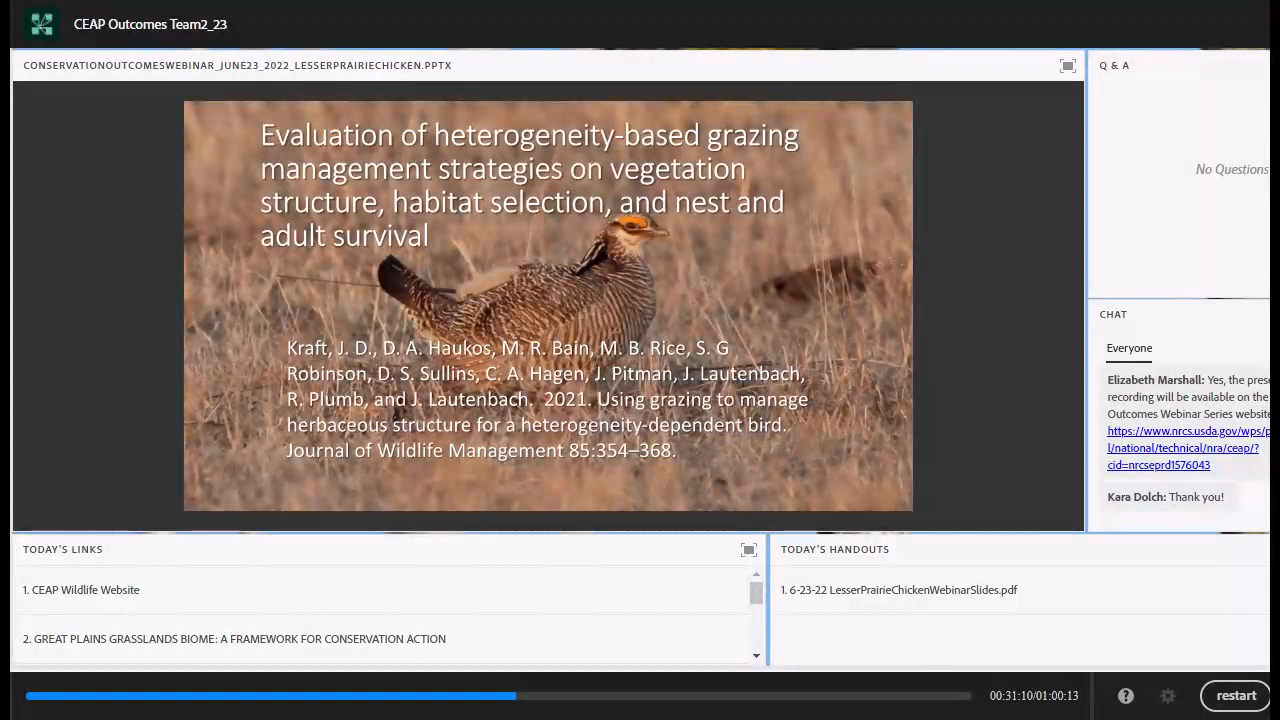 CEAP Outcomes Team2_23
CONSERVATIONOUTCOMESWEBINAR_JUNE23_2022_LESSERPRAIRIECHICKEN.PPTX
Evaluation of heterogeneity-based grazing
management strategies on vegetation
structure, habitat selection, and nest and
adult survival
Kraft, J. D., D. A. Haukos, M. R. Bain, M. B. Rice, S. G
Robinson, D. S. Sullins, C. A. Hagen, J. Pitman, J. Lautenbach,
R. Plumb, and J. Lautenbach. 2021. Using grazing to manage
herbaceous structure for a heterogeneity-dependent bird.
Journal of Wildlife Management 85:354–368.
Q & A
No Questions
CHAT
Everyone
Elizabeth Marshall: Yes, the prese
recording will be available on the
Outcomes Webinar Series website
https://www.nrcs.usda.gov/wps/p
l/national/technical/nra/ceap/?
cid=nrcseprd1576043
Kara Dolch: Thank you!
TODAY'S LINKS
1. CEAP Wildlife Website
2. GREAT PLAINS GRASSLANDS BIOME: A FRAMEWORK FOR CONSERVATION ACTION
TODAY'S HANDOUTS
1. 6-23-22 LesserPrairieChickenWebinarSlides.pdf
00:31:10/01:00:13
?
restart